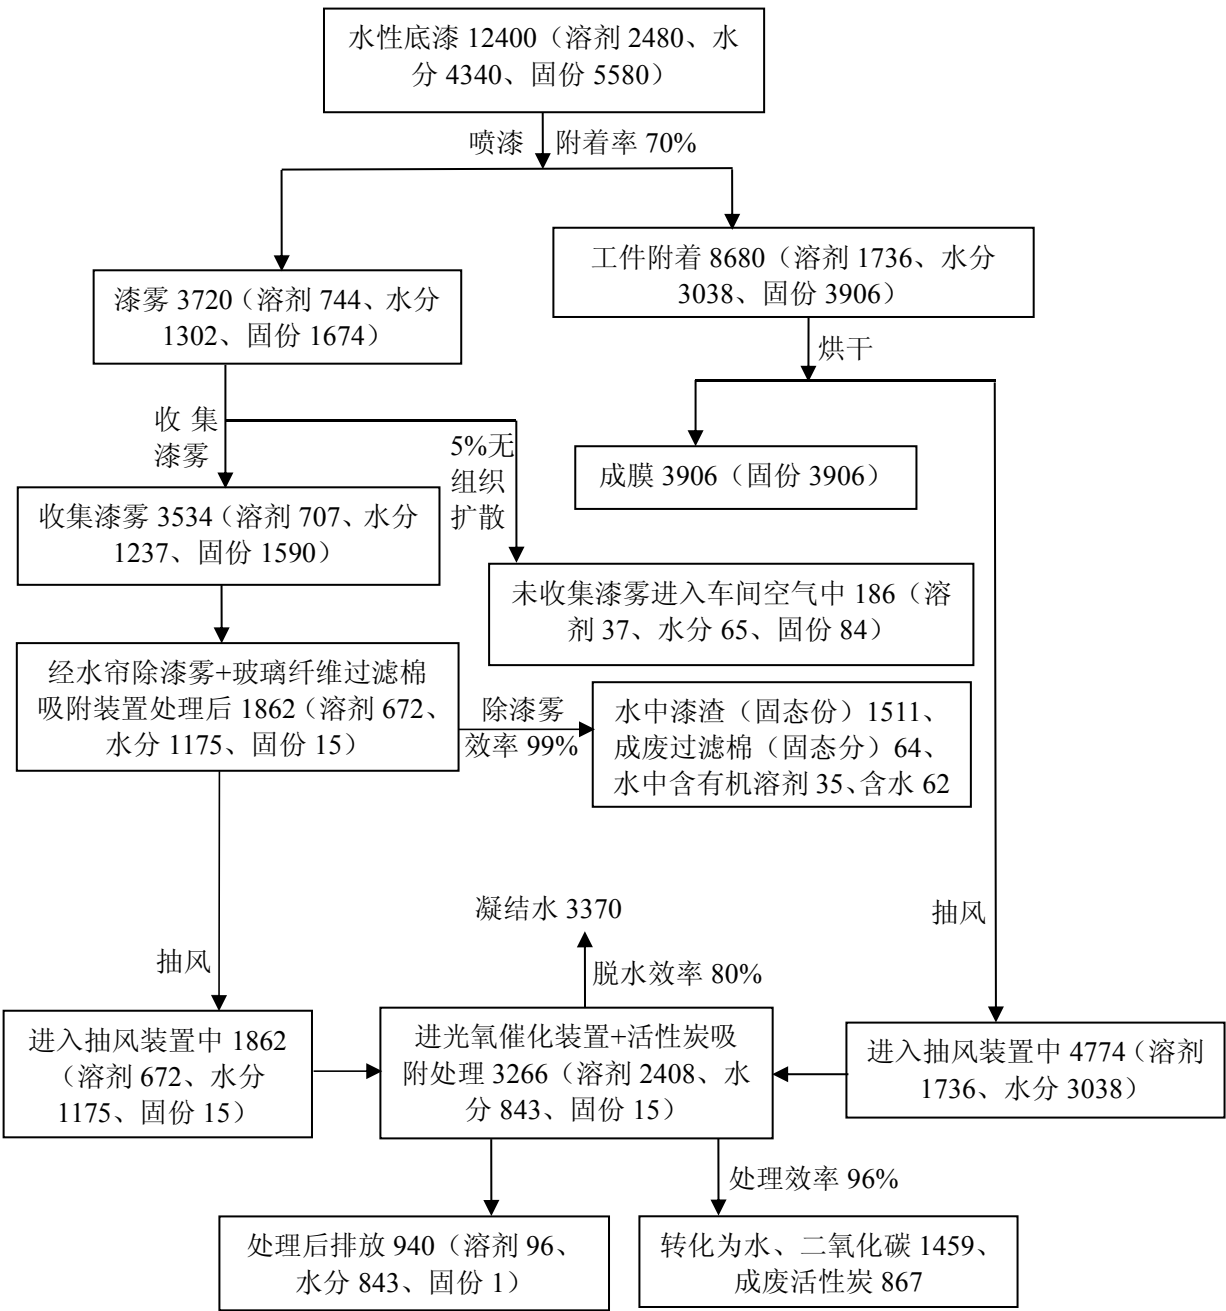 水性底漆 12400（溶剂 2480、水
分 4340、固份 5580）
喷漆
附着率 70%
工件附着 8680（溶剂 1736、水分
3038、固份 3906）
漆雾 3720（溶剂 744、水分
1302、固份 1674）
烘干
收 集
漆雾
5%无
组织
扩散
成膜 3906（固份 3906）
收集漆雾 3534（溶剂 707、水分
1237、固份 1590）
未收集漆雾进入车间空气中 186（溶
剂 37、水分 65、固份 84）
经水帘除漆雾+玻璃纤维过滤棉
吸附装置处理后 1862（溶剂 672、
水分 1175、固份 15）
除漆雾
效率 99%
水中漆渣（固态份）1511、
成废过滤棉（固态分）64、
水中含有机溶剂 35、含水 62
凝结水 3370
抽风
抽风
脱水效率 80%
进入抽风装置中 1862
（溶剂 672、水分
1175、固份 15）
进光氧催化装置+活性炭吸
附处理 3266（溶剂 2408、水
分 843、固份 15）
进入抽风装置中 4774（溶剂
1736、水分 3038）
处理效率 96%
处理后排放 940（溶剂 96、
水分 843、固份 1）
转化为水、二氧化碳 1459、
成废活性炭 867